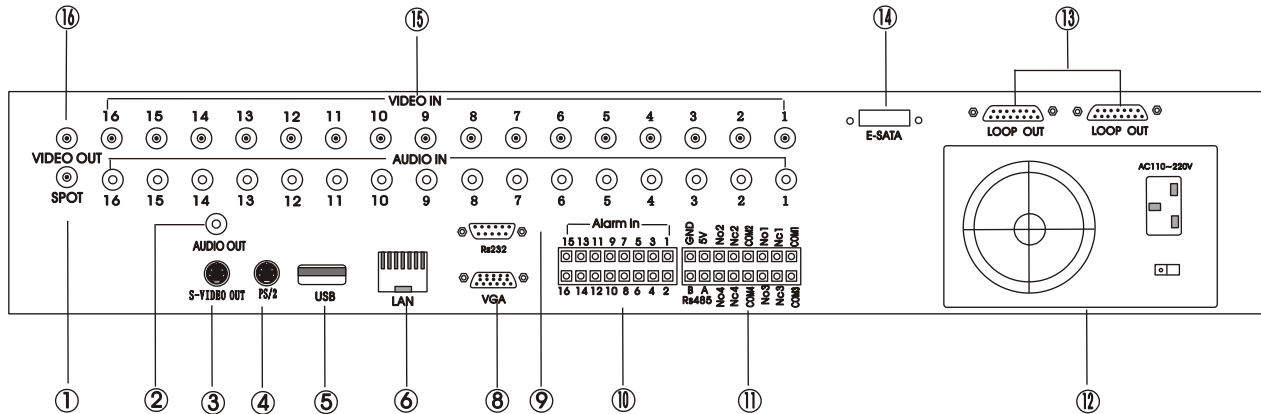 ⑯ ⑮ ⑭ ⑬
VIDEO IN
16 15 14 13 12 11 10 9 8 7 6 5 4 3 2 1
VIDEO OUT
AUDIO IN
SPOT
16 15 14 13 12 11 10 9 8 7 6 5 4 3 2 1
E-SATA
LOOP OUT LOOP OUT
AC110~220V
AUDIO OUT
S-VIDEO OUT
PS/2
USB
LAN
Rs232
VGA
Alarm In
15 13 11 9 7 5 3 1
16 14 12 10 8 6 4 2
GND 5V No2 Nc2 COM2 No1 Nc1 COM1
B A No4 Nc4 COM4 No3 Nc3 COM3
Rs485
① ② ③ ④ ⑤ ⑥ ⑧ ⑨ ⑩ ⑪ ⑫